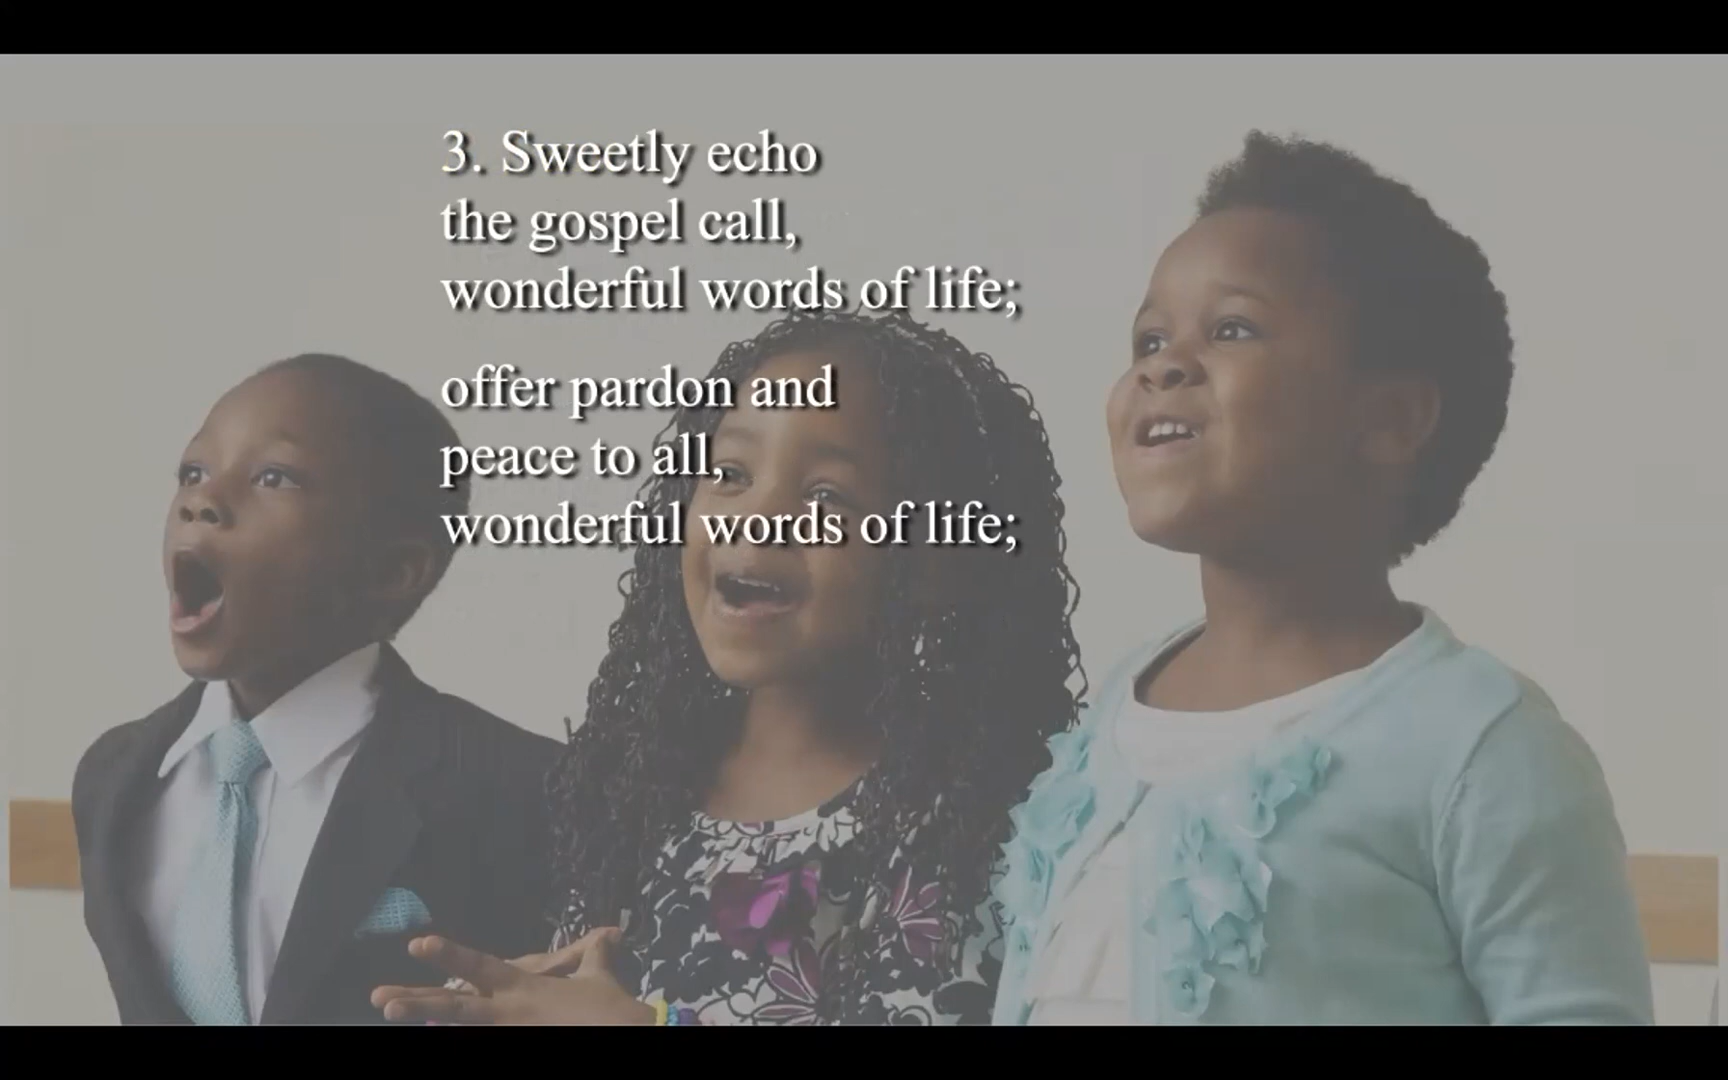 3. Sweetly echo
the gospel call,
wonderful words of life;
offer pardon and
peace to all,
wonderful words of life;